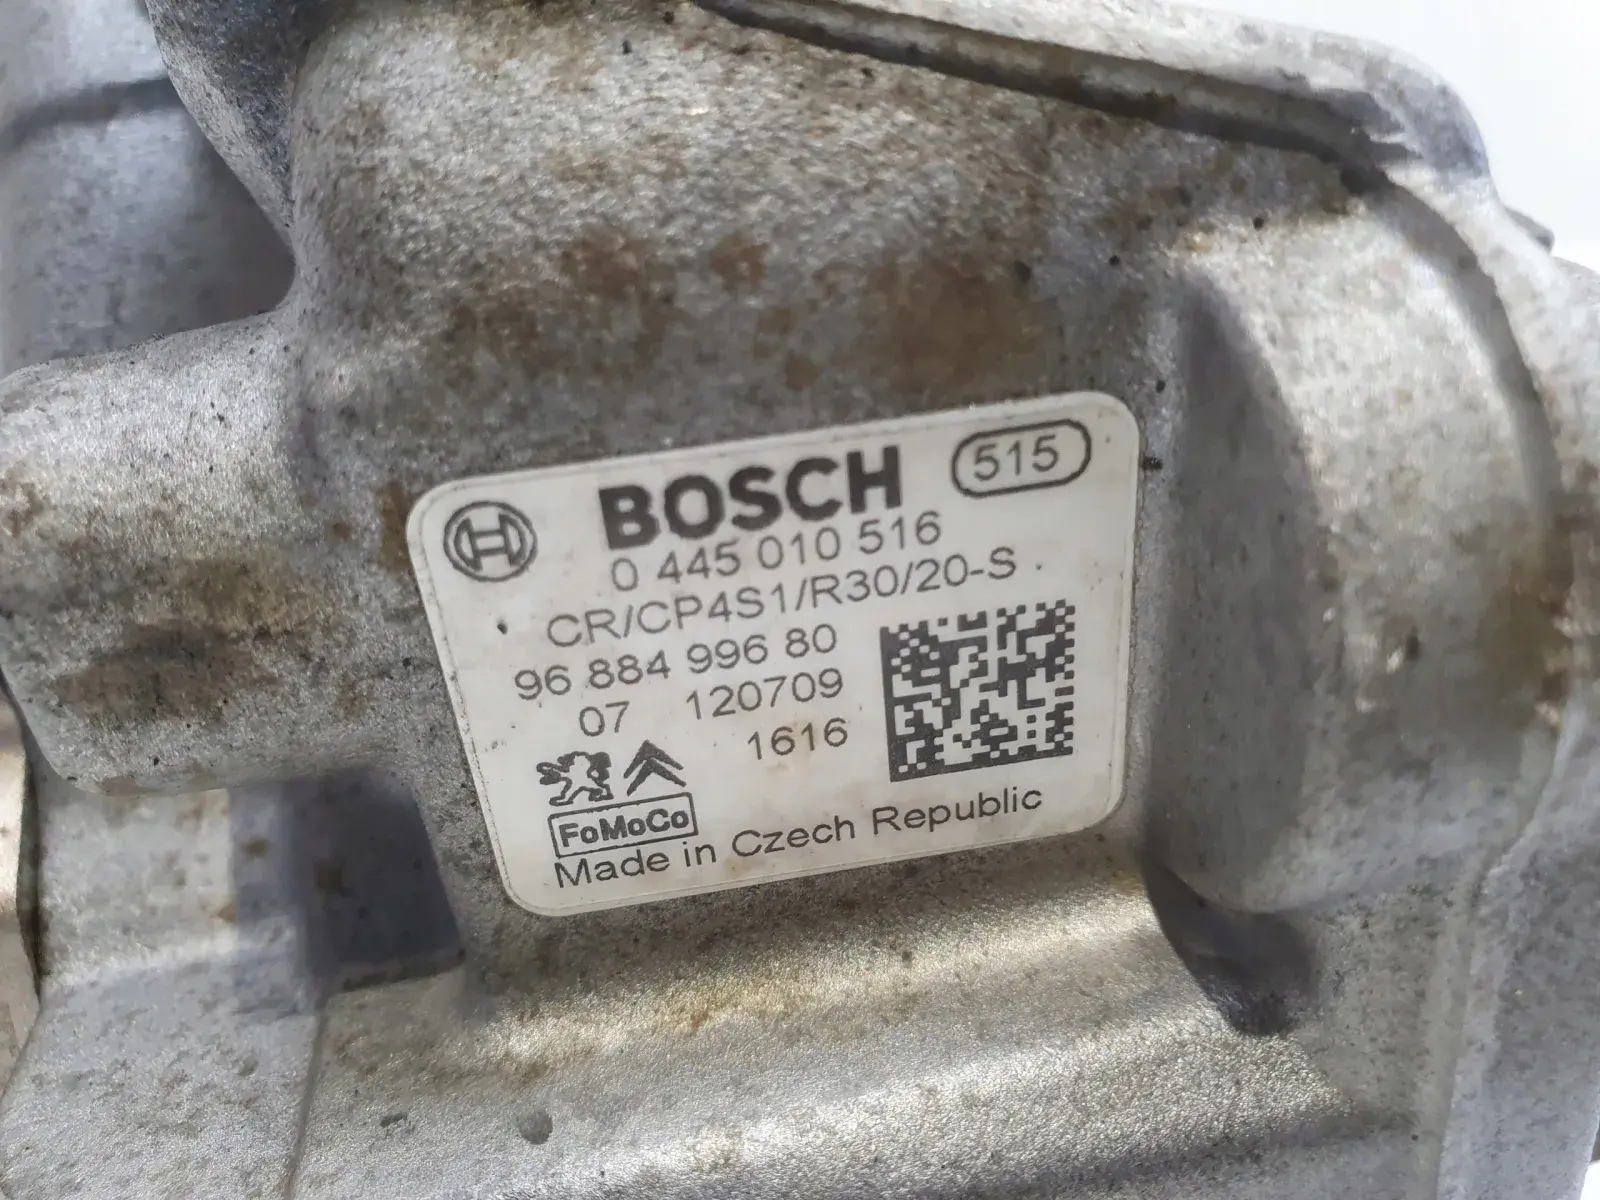 BOSCH 515
0 445 010 516
CR/CP4S1/R30/20-S
96 884 996 80
07 120709
1616
FoMoCo
Made in Czech Republic